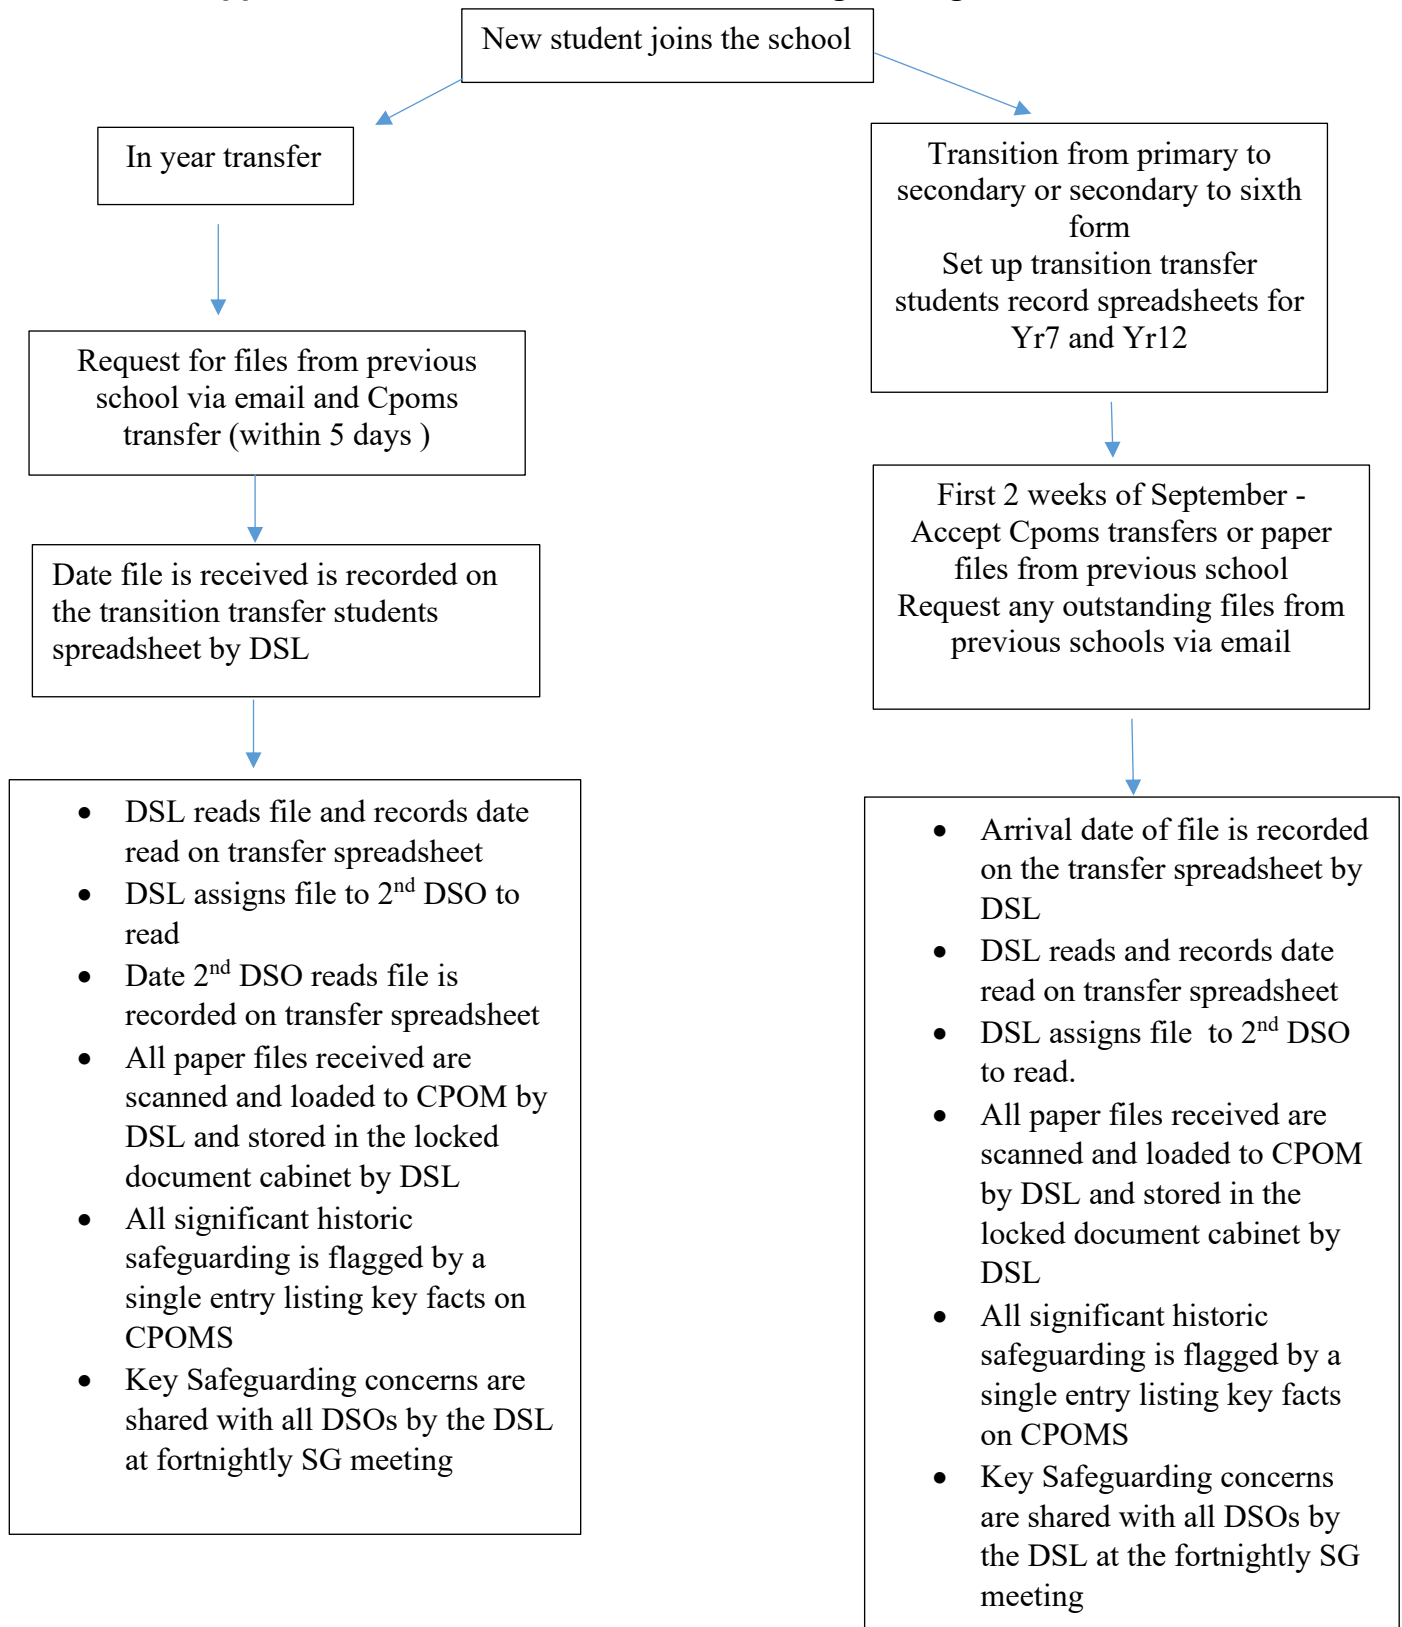 New student joins the school
In year transfer
Transition from primary to
secondary or secondary to sixth
form
Set up transition transfer
students record spreadsheets for
Yr7 and Yr12
Request for files from previous
school via email and Cpoms
transfer (within 5 days )
First 2 weeks of September -
Accept Cpoms transfers or paper
files from previous school
Request any outstanding files from
previous schools via email
Date file is received is recorded on
the transition transfer students
spreadsheet by DSL
• DSL reads file and records date
read on transfer spreadsheet
• DSL assigns file to 2nd DSO to
read
• Date 2nd DSO reads file is
recorded on transfer spreadsheet
• All paper files received are
scanned and loaded to CPOM by
DSL and stored in the locked
document cabinet by DSL
• All significant historic
safeguarding is flagged by a
single entry listing key facts on
CPOMS
• Key Safeguarding concerns are
shared with all DSOs by the DSL
at fortnightly SG meeting
• Arrival date of file is recorded
on the transfer spreadsheet by
DSL
• DSL reads and records date
read on transfer spreadsheet
• DSL assigns file  to 2nd DSO
to read.
• All paper files received are
scanned and loaded to CPOM
by DSL and stored in the
locked document cabinet by
DSL
• All significant historic
safeguarding is flagged by a
single entry listing key facts
on CPOMS
• Key Safeguarding concerns
are shared with all DSOs by
the DSL at the fortnightly SG
meeting